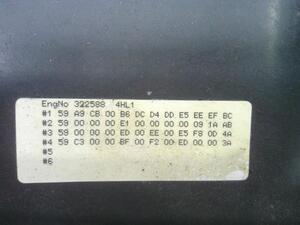 EngNo 322588 4HL1
#1 59 A9 CB 00 B6 DC D4 DD E5 EE EF BC
#2 59 00 00 00 E1 00 00 00 00 09 1A AB
#3 59 00 00 00 ED 00 EE 00 E5 F8 0D 4A
#4 59 C3 00 00 BF 00 F2 00 ED 00 00 3A
#5
#6